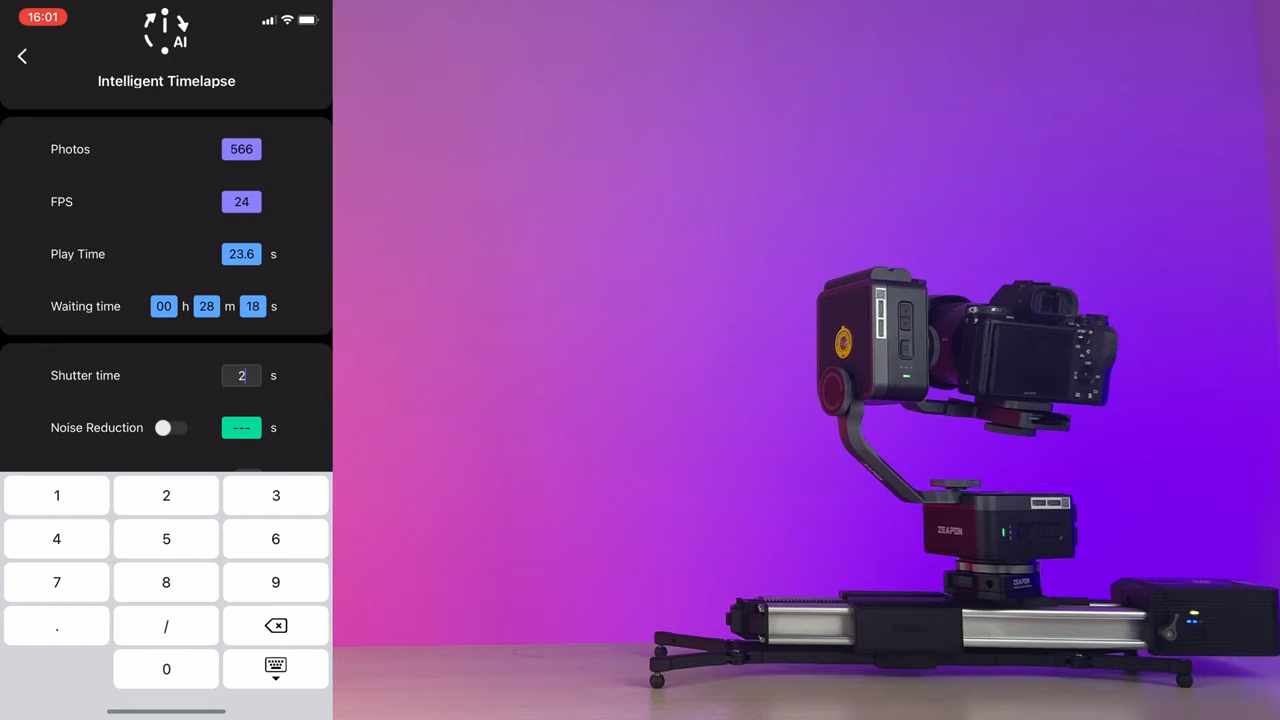 16:01
AI
Intelligent Timelapse
Photos 566
FPS 24
Play Time 23.6 s
Waiting time 00 h 28 m 18 s
Shutter time 2 s
Noise Reduction --- s
1 2 3
4 5 6
7 8 9
. /
0
ZEAPON
ZEAPON